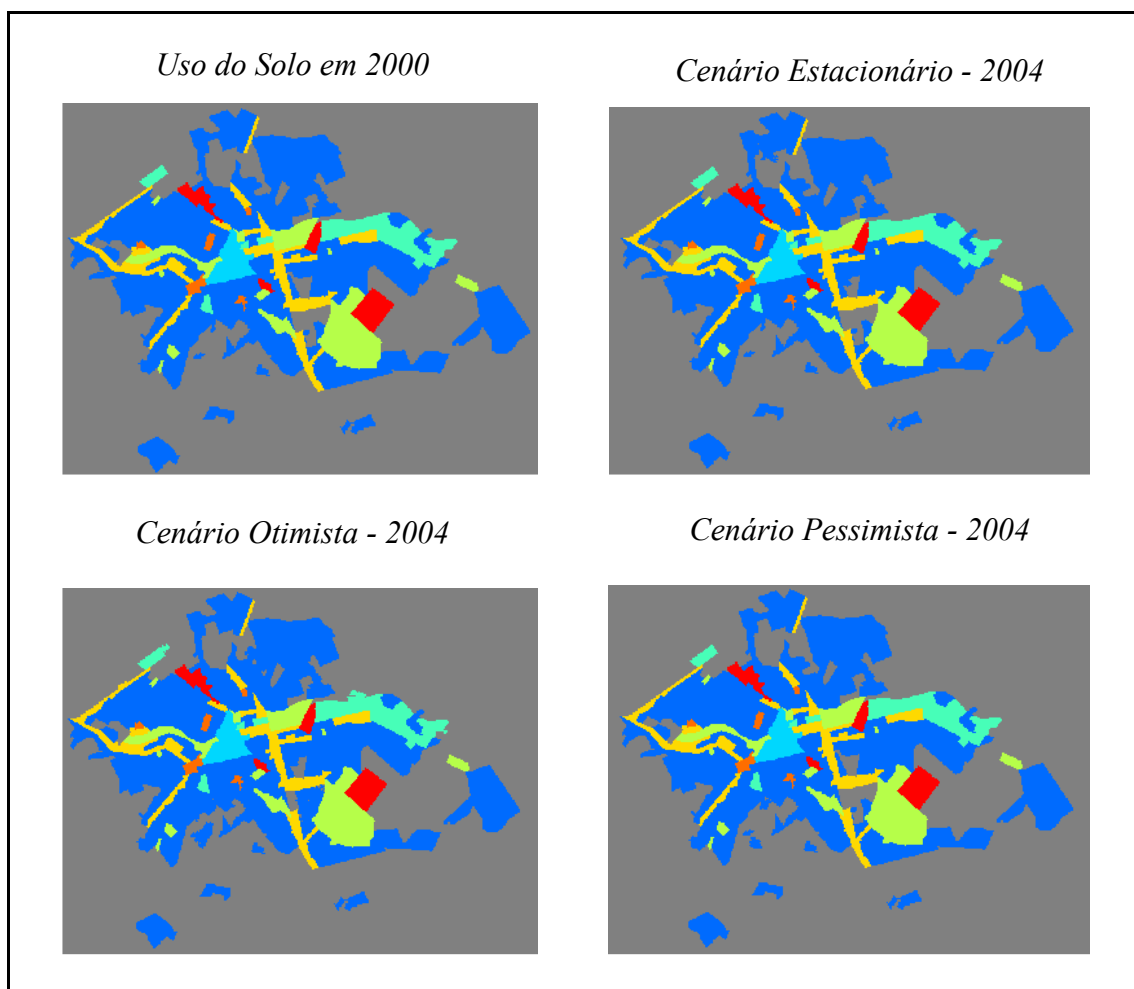 Uso do Solo em 2000
Cenário Estacionário - 2004
Cenário Otimista - 2004
Cenário Pessimista - 2004